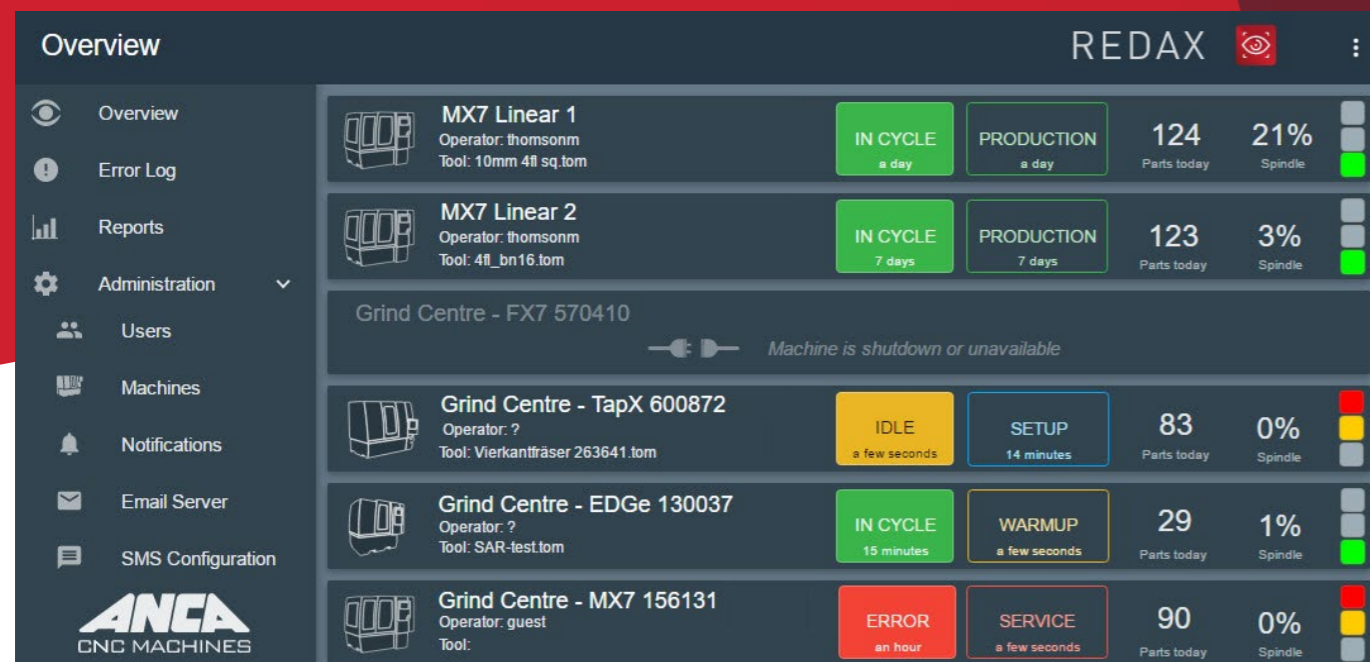 Overview
REDAX
Overview
Error Log
Reports
Administration
Users
Machines
Notifications
Email Server
SMS Configuration
ANCA
CNC MACHINES
MX7 Linear 1
Operator: thomsonm
Tool: 10mm 4fl sq.tom
IN CYCLE
a day
PRODUCTION
a day
124
Parts today
21%
Spindle
MX7 Linear 2
Operator: thomsonm
Tool: 4fl_bn16.tom
IN CYCLE
7 days
PRODUCTION
7 days
123
Parts today
3%
Spindle
Grind Centre - FX7 570410
Machine is shutdown or unavailable
Grind Centre - TapX 600872
Operator: ?
Tool: Vierkantfräser 263641.tom
IDLE
a few seconds
SETUP
14 minutes
83
Parts today
0%
Spindle
Grind Centre - EDGe 130037
Operator: ?
Tool: SAR-test.tom
IN CYCLE
15 minutes
WARMUP
a few seconds
29
Parts today
1%
Spindle
Grind Centre - MX7 156131
Operator: guest
Tool:
ERROR
an hour
SERVICE
a few seconds
90
Parts today
0%
Spindle